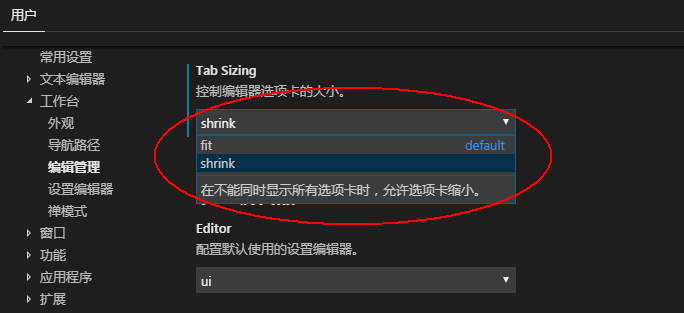 用户
常用设置
文本编辑器
工作台
外观
导航路径
编辑管理
设置编辑器
禅模式
窗口
功能
应用程序
扩展
Tab Sizing
控制编辑器选项卡的大小。
shrink
fit default
shrink
在不能同时显示所有选项卡时，允许选项卡缩小。
Editor
配置默认使用的设置编辑器。
ui